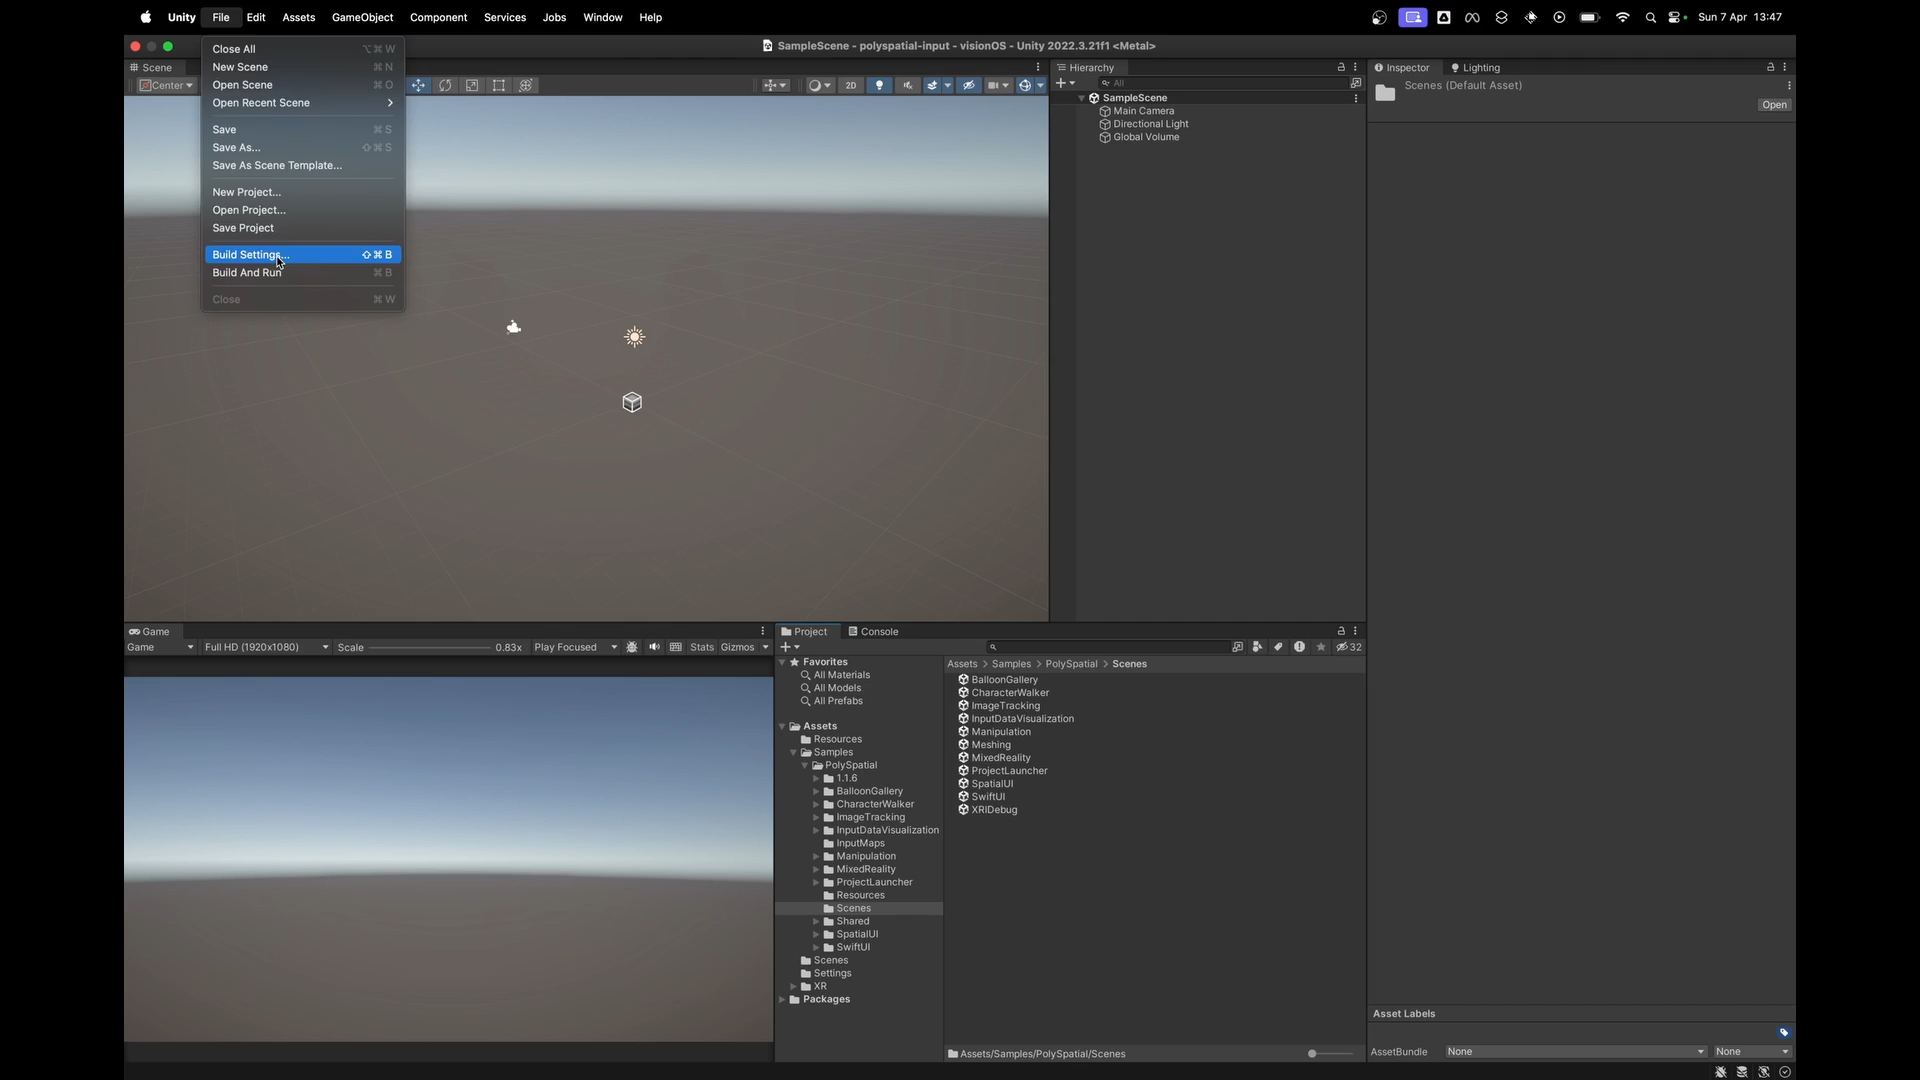 Unity File Edit Assets GameObject Component Services Jobs Window Help Sun 7 Apr 13:47
SampleScene - polyspatial-input - visionOS - Unity 2022.3.21f1 <Metal>
Close All ⌥⌘W
New Scene ⌘N
Open Scene ⌘O
Open Recent Scene
Save ⌘S
Save As... ⇧⌘S
Save As Scene Template...
New Project...
Open Project...
Save Project
Build Settings... ⇧⌘B
Build And Run ⌘B
Close ⌘W
Scene
Center
2D
Hierarchy
All
SampleScene
Main Camera
Directional Light
Global Volume
Inspector Lighting
Scenes (Default Asset)
Open
Game
Game Full HD (1920x1080) Scale 0.83x Play Focused Stats Gizmos
Project Console
32
Favorites
All Materials
All Models
All Prefabs
Assets
Resources
Samples
PolySpatial
1.1.6
BalloonGallery
CharacterWalker
ImageTracking
InputDataVisualization
InputMaps
Manipulation
MixedReality
ProjectLauncher
Resources
Scenes
Shared
SpatialUI
SwiftUI
Scenes
Settings
XR
Packages
Assets > Samples > PolySpatial > Scenes
BalloonGallery
CharacterWalker
ImageTracking
InputDataVisualization
Manipulation
Meshing
MixedReality
ProjectLauncher
SpatialUI
SwiftUI
XRIDebug
Assets/Samples/PolySpatial/Scenes
Asset Labels
AssetBundle None None